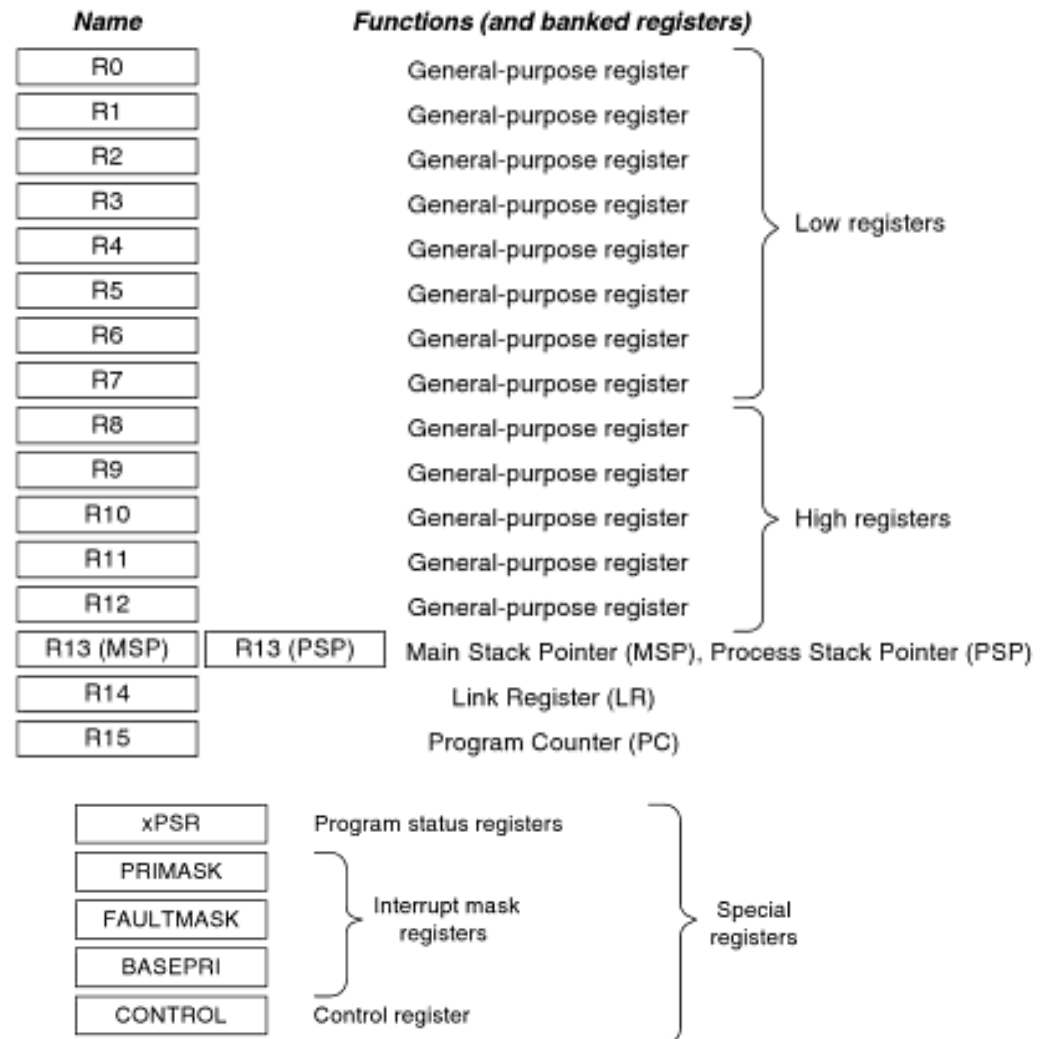 Name Functions (and banked registers)
R0 General-purpose register
R1 General-purpose register
R2 General-purpose register
R3 General-purpose register
Low registers
R4 General-purpose register
R5 General-purpose register
R6 General-purpose register
R7 General-purpose register
R8 General-purpose register
R9 General-purpose register
R10 General-purpose register
High registers
R11 General-purpose register
R12 General-purpose register
R13 (MSP) R13 (PSP) Main Stack Pointer (MSP), Process Stack Pointer (PSP)
R14 Link Register (LR)
R15 Program Counter (PC)
xPSR Program status registers
PRIMASK
FAULTMASK
Interrupt mask
registers
Special
registers
BASEPRI
CONTROL Control register